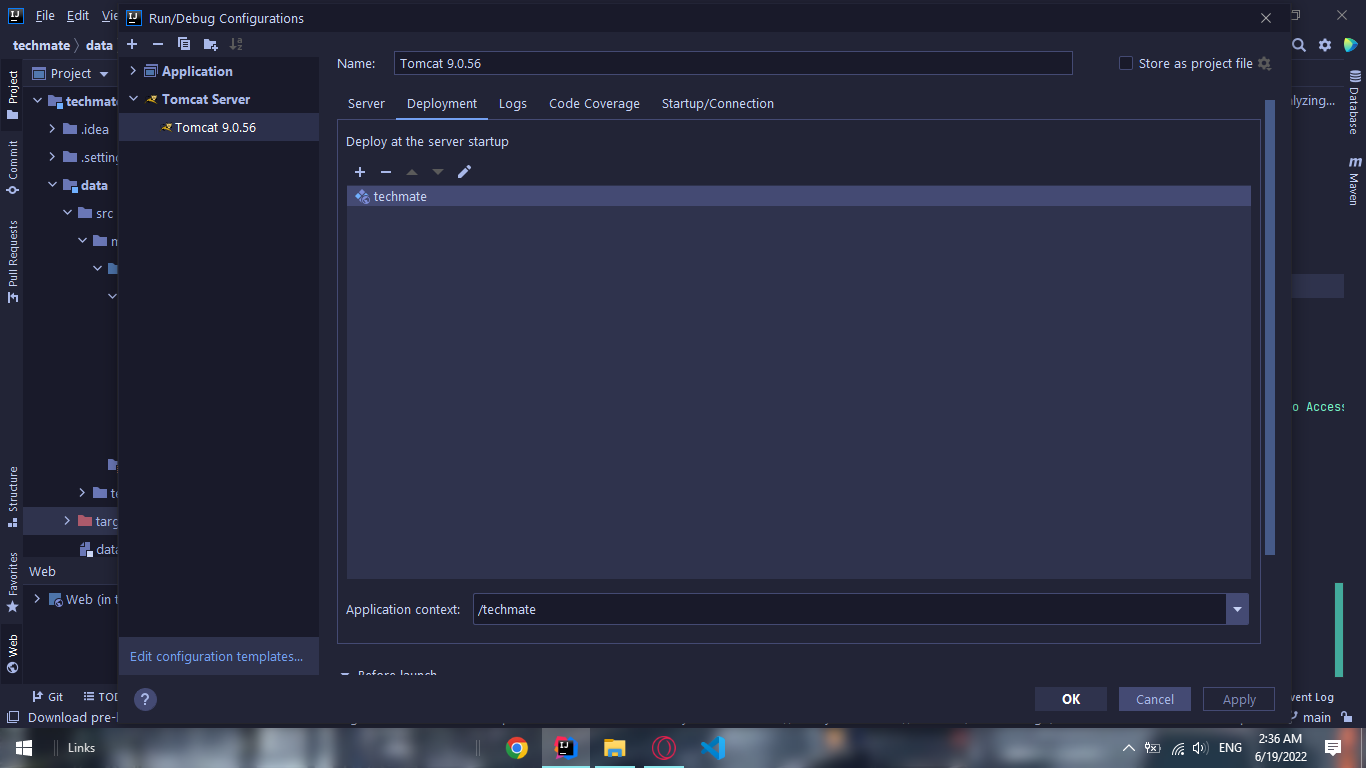 File Edit Vie
Run/Debug Configurations
techmate data
Project
techmate
.idea
.setting
data
src
targ
data
Web
Web (in t
Project
Commit
Pull Requests
Structure
Favorites
Web
Application
Tomcat Server
Tomcat 9.0.56
Edit configuration templates...
Name: Tomcat 9.0.56
Store as project file
Server Deployment Logs Code Coverage Startup/Connection
Deploy at the server startup
techmate
Application context: /techmate
Before launch
? OK Cancel Apply
lyzing...
Database
m Maven
o Access
Git TOD
vent Log
Download pre-b
main
Links
ENG
2:36 AM
6/19/2022